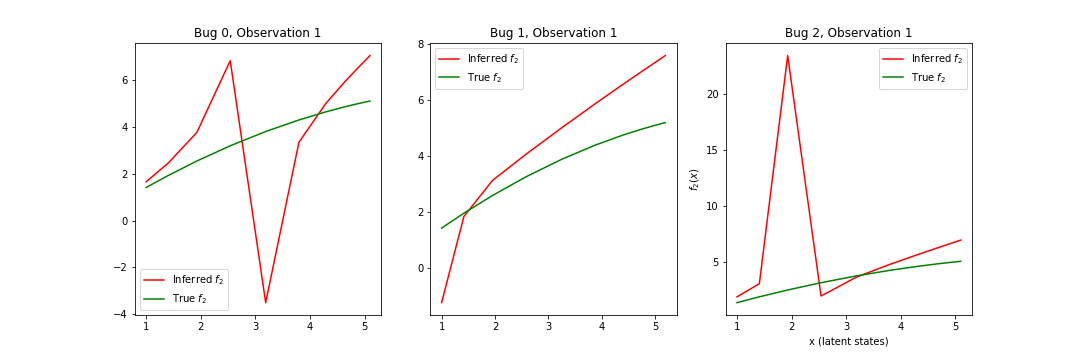 Bug 0, Observation 1
6
4
2
0
−2
−4
1
2
3
4
5
Inferred f₂
True f₂
Bug 1, Observation 1
8
6
4
2
0
1
2
3
4
5
Inferred f₂
True f₂
Bug 2, Observation 1
f₂(x)
20
15
10
5
1
2
3
4
5
x (latent states)
Inferred f₂
True f₂